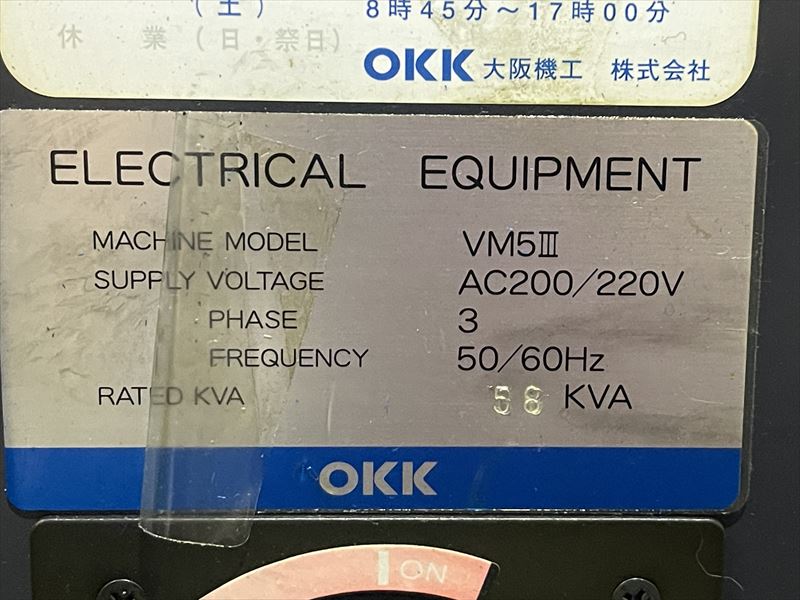 (土) 8時45分～17時00分
休 業 (日・祭日)
OKK 大阪機工 株式会社
ELECTRICAL EQUIPMENT
MACHINE MODEL VM5Ⅲ
SUPPLY VOLTAGE AC200/220V
PHASE 3
FREQUENCY 50/60Hz
RATED KVA 58 KVA
OKK
I ON